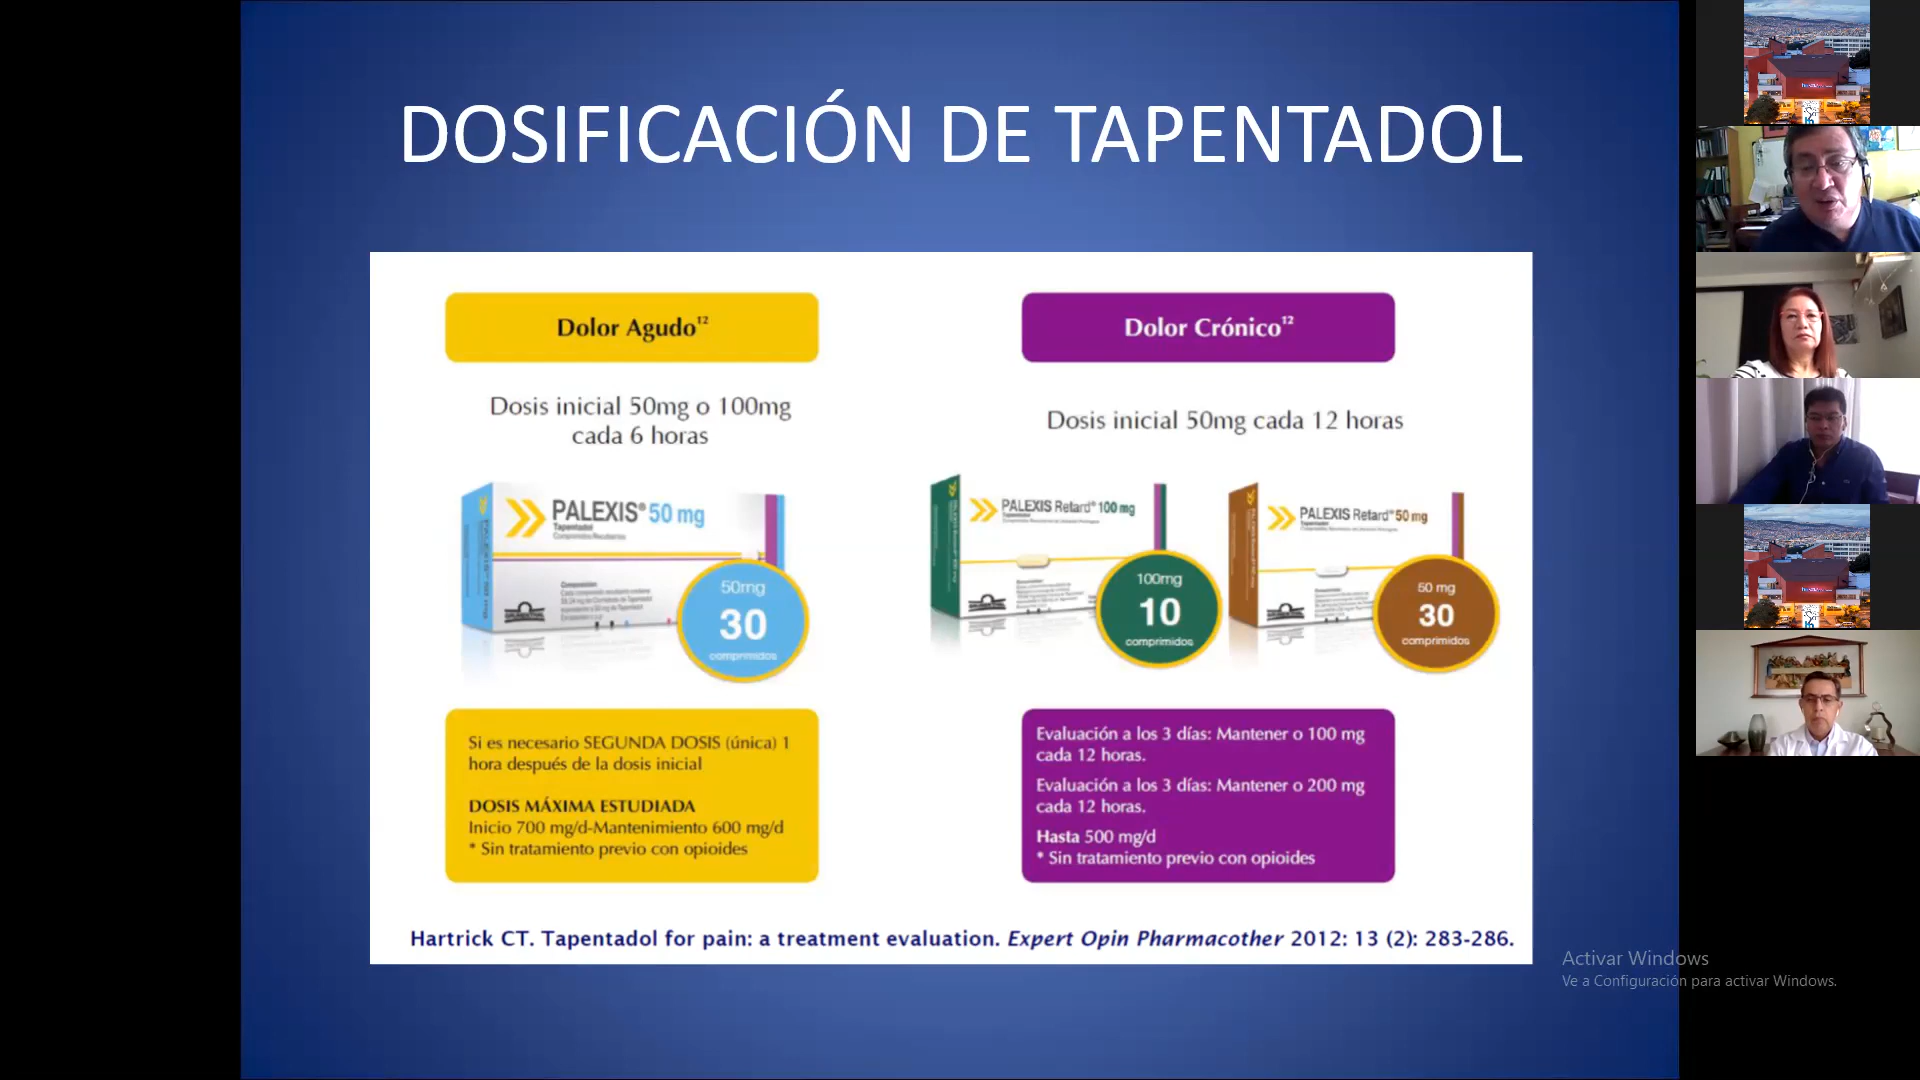 DOSIFICACIÓN DE TAPENTADOL
Dolor Agudo¹²
Dosis inicial 50mg o 100mg
cada 6 horas
PALEXIS® 50 mg
Tapentadol
Comprimidos Recubiertos
50mg
30
comprimidos
Si es necesario SEGUNDA DOSIS (única) 1
hora después de la dosis inicial
DOSIS MÁXIMA ESTUDIADA
Inicio 700 mg/d-Mantenimiento 600 mg/d
* Sin tratamiento previo con opioides
Dolor Crónico¹²
Dosis inicial 50mg cada 12 horas
PALEXIS Retard® 100 mg
Tapentadol
100mg
10
comprimidos
PALEXIS Retard® 50 mg
Tapentadol
50 mg
30
comprimidos
Evaluación a los 3 días: Mantener o 100 mg
cada 12 horas.
Evaluación a los 3 días: Mantener o 200 mg
cada 12 horas.
Hasta 500 mg/d
* Sin tratamiento previo con opioides
Hartrick CT. Tapentadol for pain: a treatment evaluation. Expert Opin Pharmacother 2012: 13 (2): 283-286.
Activar Windows
Ve a Configuración para activar Windows.